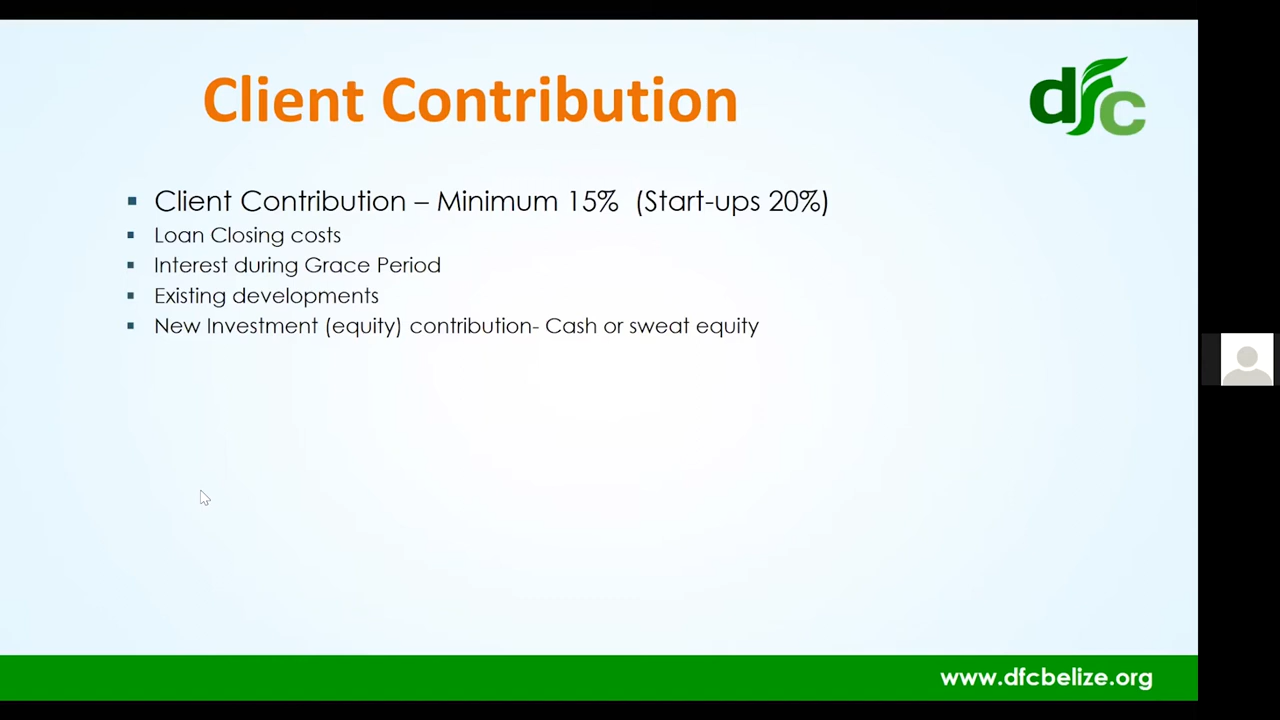 Client Contribution
dfc
▪ Client Contribution – Minimum 15% (Start-ups 20%)
▪ Loan Closing costs
▪ Interest during Grace Period
▪ Existing developments
▪ New Investment (equity) contribution- Cash or sweat equity
www.dfcbelize.org